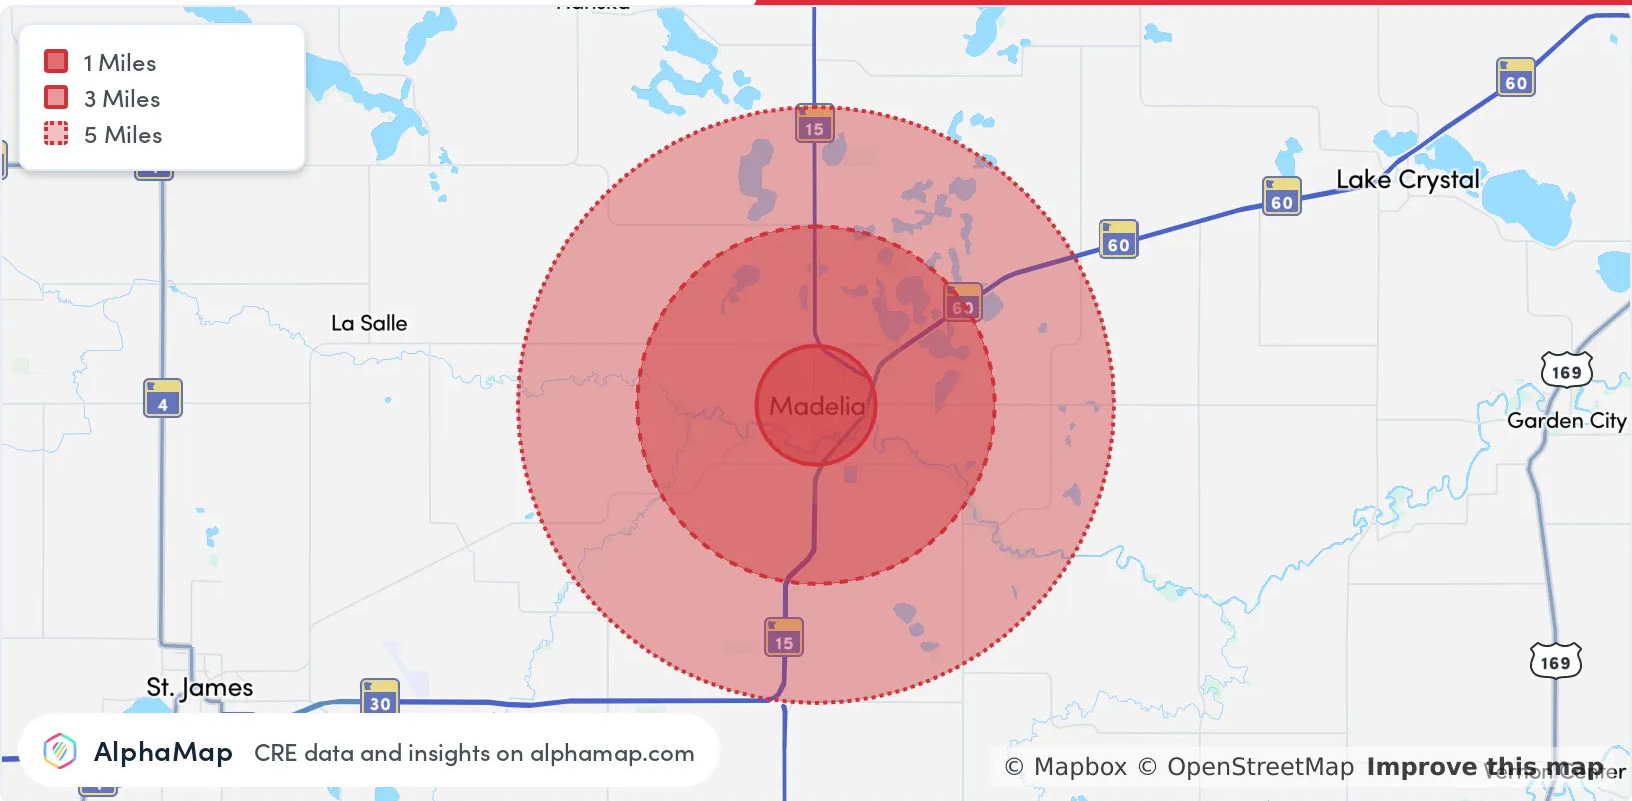 1 Miles
3 Miles
5 Miles
15
60
60
60
60
Lake Crystal
La Salle
4
Madelia
169
Garden City
15
169
St. James
30
AlphaMap CRE data and insights on alphamap.com
© Mapbox © OpenStreetMap Improve this map